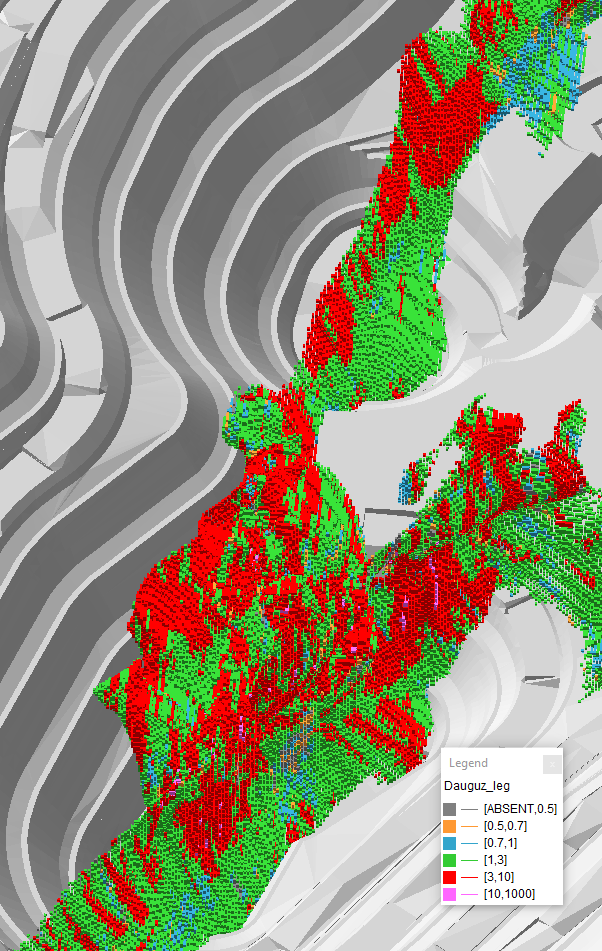 Legend
Dauguz_leg
[ABSENT,0.5]
[0.5,0.7]
[0.7,1]
[1,3]
[3,10]
[10,1000]